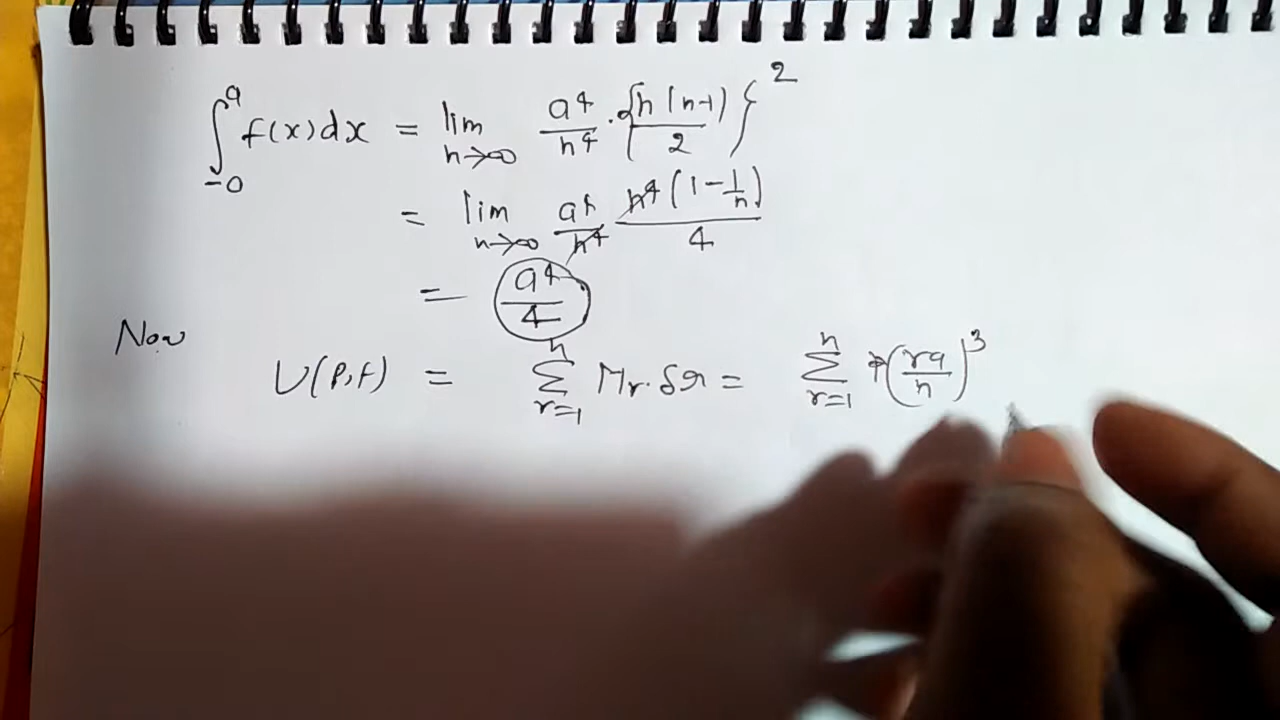 ∫_{-0}^{a} f(x)dx = lim_{n→∞} a⁴/n⁴ · {n(n-1)/2}²
= lim_{n→∞} a⁴/n⁴ n⁴(1-1/n)/4
= a⁴/4
Now
U(P,f) = Σ_{r=1}^{n} Mr·δr = Σ_{r=1}^{n} (ra/n)³